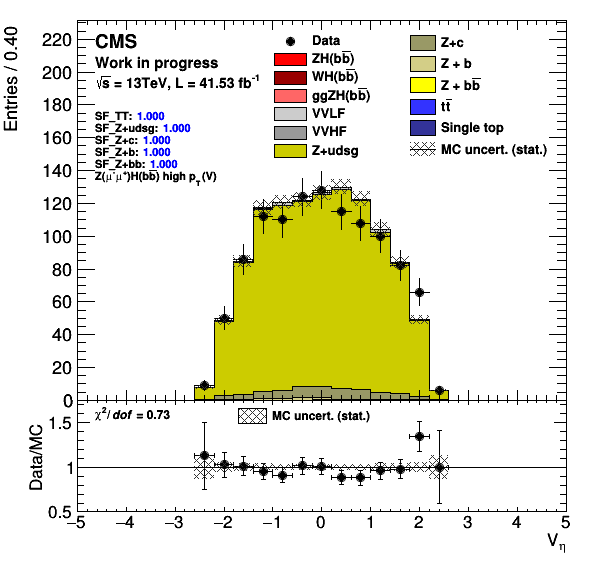 CMS
Work in progress
√s = 13TeV, L = 41.53 fb⁻¹
SF_TT: 1.000
SF_Z+udsg: 1.000
SF_Z+c: 1.000
SF_Z+b: 1.000
SF_Z+bb: 1.000
Z(μ⁻μ⁺)H(bb̅) high p_T(V)
Data
ZH(bb̅)
WH(bb̅)
ggZH(bb̅)
VVLF
VVHF
Z+udsg
Z+c
Z + b
Z + bb̅
tt̅
Single top
MC uncert. (stat.)
Entries / 0.40
220
200
180
160
140
120
100
80
60
40
20
0
χ²/dof = 0.73
MC uncert. (stat.)
Data/MC
1.5
1
0.5
−5 −4 −3 −2 −1 0 1 2 3 4 5
V_η